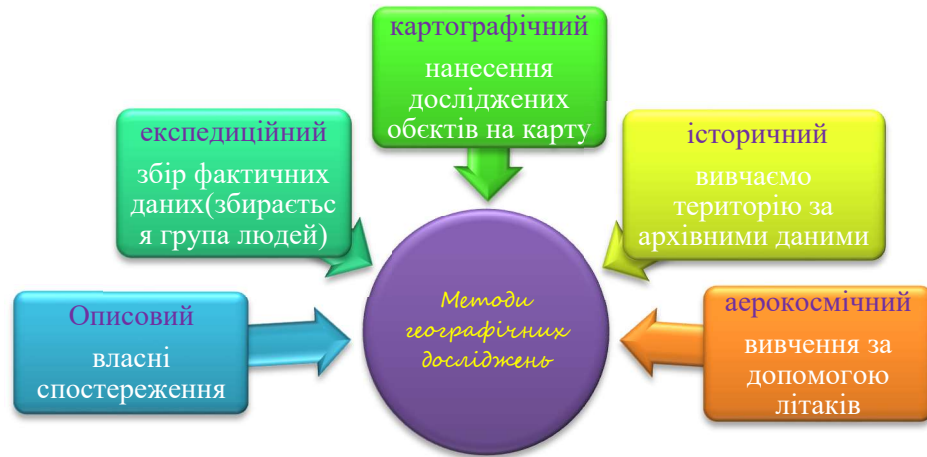 картографічний
нанесення
досліджених
обєктів на карту
експедиційний
збір фактичних
даних(збираєтьс
я група людей)
історичний
вивчаємо
територію за
архівними даними
Описовий
власні
спостереження
Методи
географічних
досліджень
аерокосмічний
вивчення за
допомогою
літаків